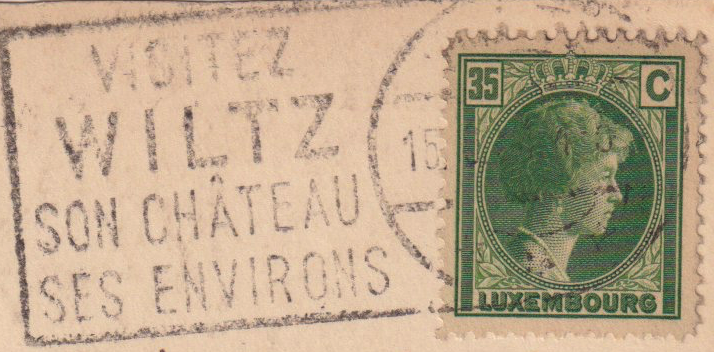 VISITEZ
WILTZ
SON CHÂTEAU
SES ENVIRONS
15
35 C
LUXEMBOURG